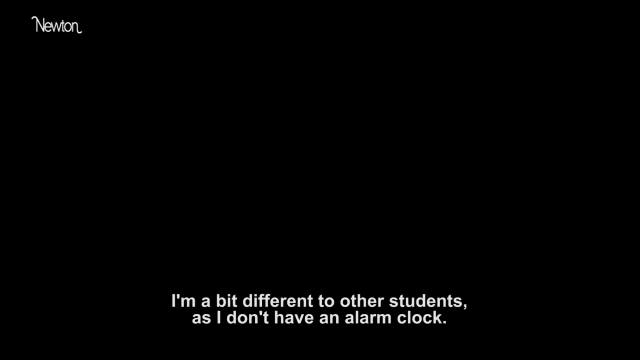 Newton
I'm a bit different to other students,
as I don't have an alarm clock.